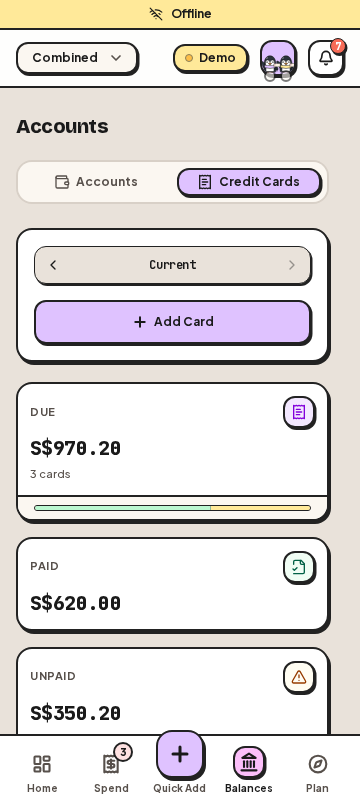 Offline
Combined
Demo
7
Accounts
Accounts
Credit Cards
Current
Add Card
DUE
S$970.20
3 cards
PAID
S$620.00
UNPAID
S$350.20
3
Home
Spend
Quick Add
Balances
Plan